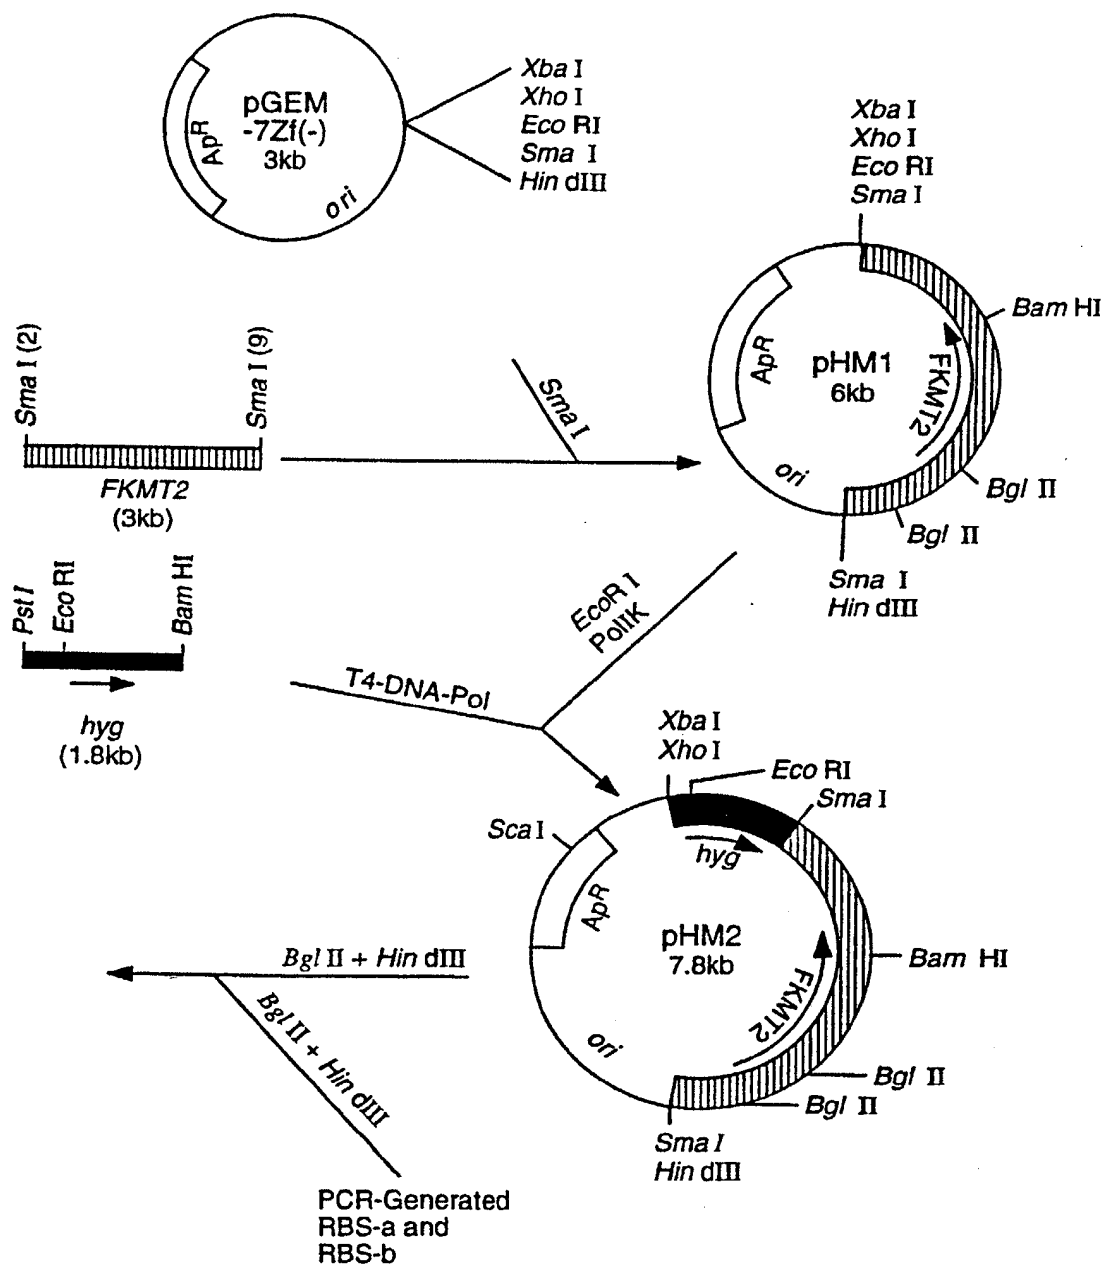 pGEM
-7Zf(-)
3kb
ApR
ori
Xba I
Xho I
Eco RI
Sma I
Hin dIII
Xba I
Xho I
Eco RI
Sma I
Bam HI
pHM1
6kb
ApR
FKMT2
ori
Bgl II
Bgl II
Sma I
Hin dIII
Sma I (2)
Sma I (9)
FKMT2
(3kb)
Sma I
Pst I
Eco RI
Bam HI
hyg
(1.8kb)
EcoR I
PolIK
T4-DNA-Pol
Xba I
Xho I
Eco RI
Sma I
Sca I
hyg
ApR
pHM2
7.8kb
Bam HI
FKMT2
ori
Bgl II
Bgl II
Sma I
Hin dIII
Bgl II + Hin dIII
Bgl II + Hin dIII
PCR-Generated
RBS-a and
RBS-b